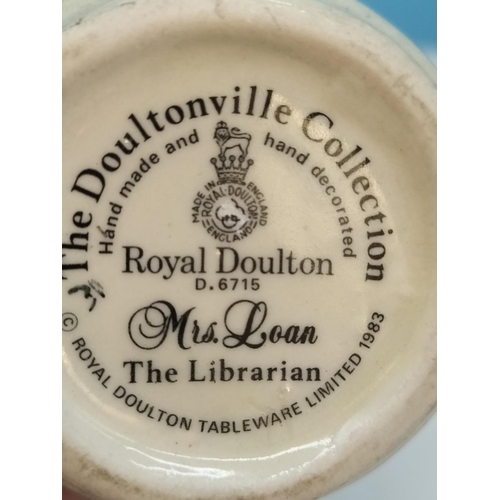 The Doultonville Collection
Hand made and hand decorated
MADE IN ENGLAND
ROYAL DOULTON
ENGLAND
Royal Doulton
D.6715
Mrs. Loan
The Librarian
© ROYAL DOULTON TABLEWARE LIMITED 1983